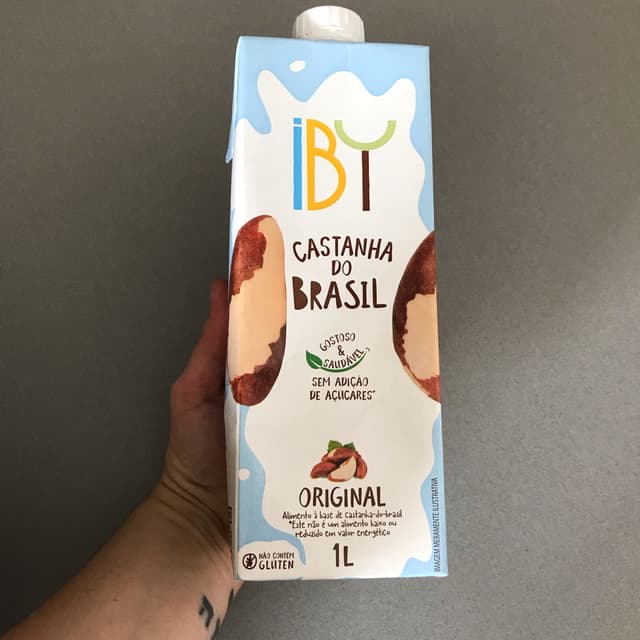 iBY
CASTANHA
DO
BRASIL
GOSTOSO
&
SAUDÁVEL
SEM ADIÇÃO
DE AÇÚCARES*
ORIGINAL
Alimento à base de castanha-do-brasil
*Este não é um alimento baixo ou
reduzido em valor energético
NÃO CONTÉM
GLUTEN
1L
IMAGEM MERAMENTE ILUSTRATIVA